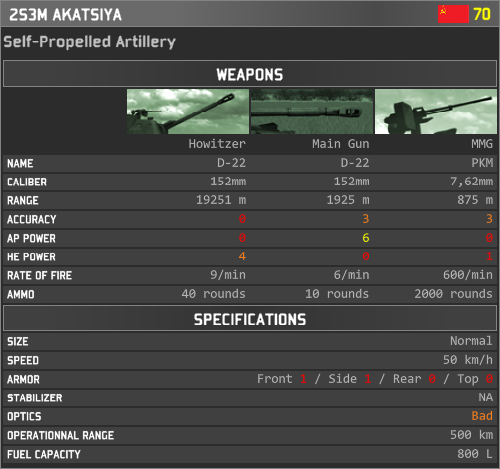 2S3M AKATSIYA 70
Self-Propelled Artillery
WEAPONS
Howitzer Main Gun MMG
NAME D-22 D-22 PKM
CALIBER 152mm 152mm 7,62mm
RANGE 19251 m 1925 m 875 m
ACCURACY 0 3 3
AP POWER 0 6 0
HE POWER 4 0 1
RATE OF FIRE 9/min 6/min 600/min
AMMO 40 rounds 10 rounds 2000 rounds
SPECIFICATIONS
SIZE Normal
SPEED 50 km/h
ARMOR Front 1 / Side 1 / Rear 0 / Top 0
STABILIZER NA
OPTICS Bad
OPERATIONNAL RANGE 500 km
FUEL CAPACITY 800 L